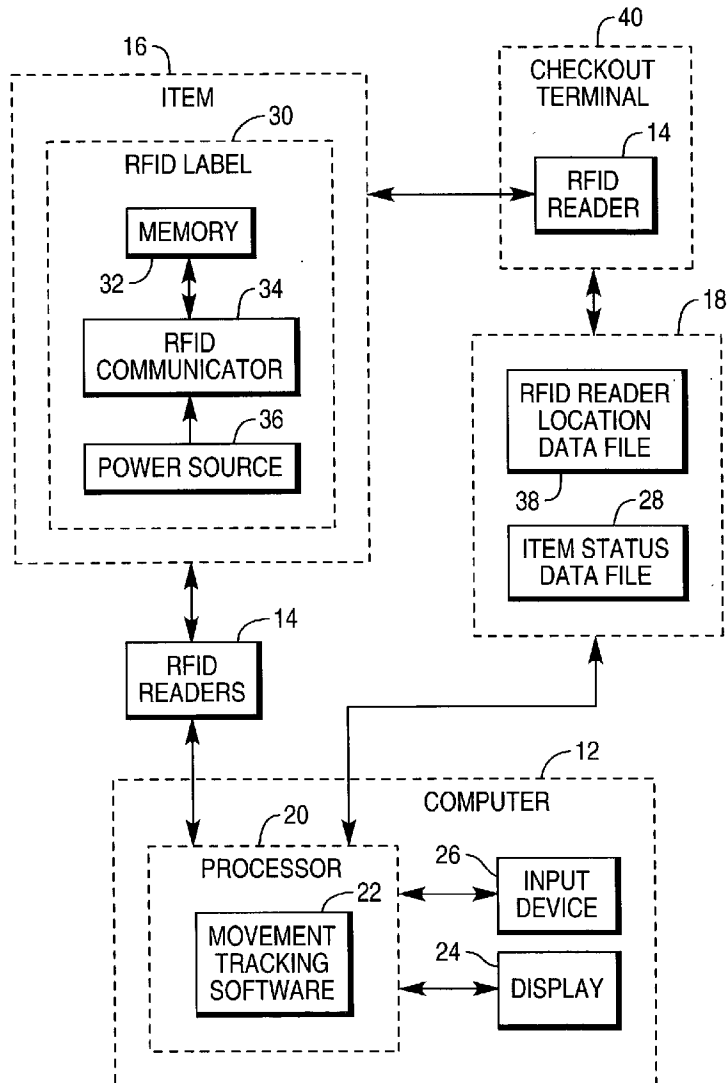 16
ITEM
30
RFID LABEL
MEMORY
32
34
RFID
COMMUNICATOR
36
POWER SOURCE
40
CHECKOUT
TERMINAL
14
RFID
READER
18
RFID READER
LOCATION
DATA FILE
38
28
ITEM STATUS
DATA FILE
14
RFID
READERS
12
COMPUTER
20
PROCESSOR
22
MOVEMENT
TRACKING
SOFTWARE
26
INPUT
DEVICE
24
DISPLAY